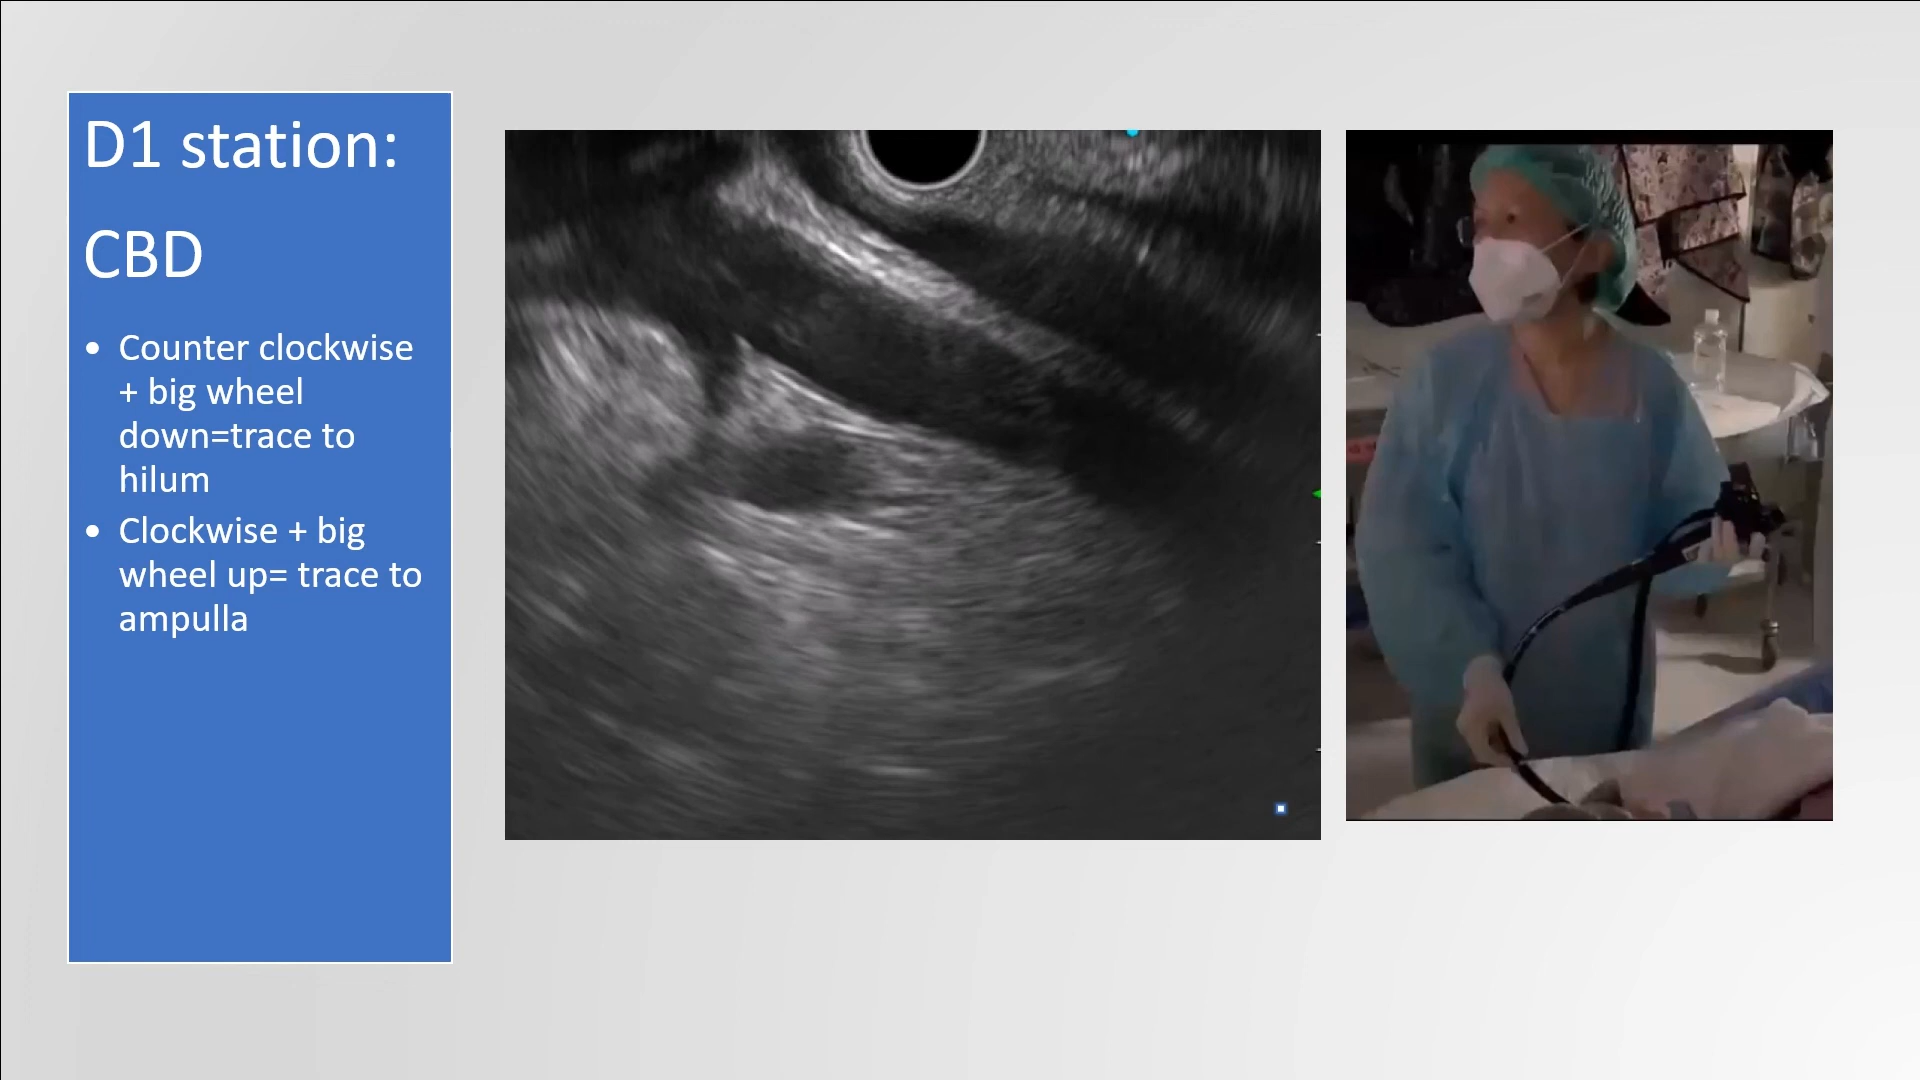 D1 station:
CBD
• Counter clockwise
+ big wheel
down=trace to
hilum
• Clockwise + big
wheel up= trace to
ampulla